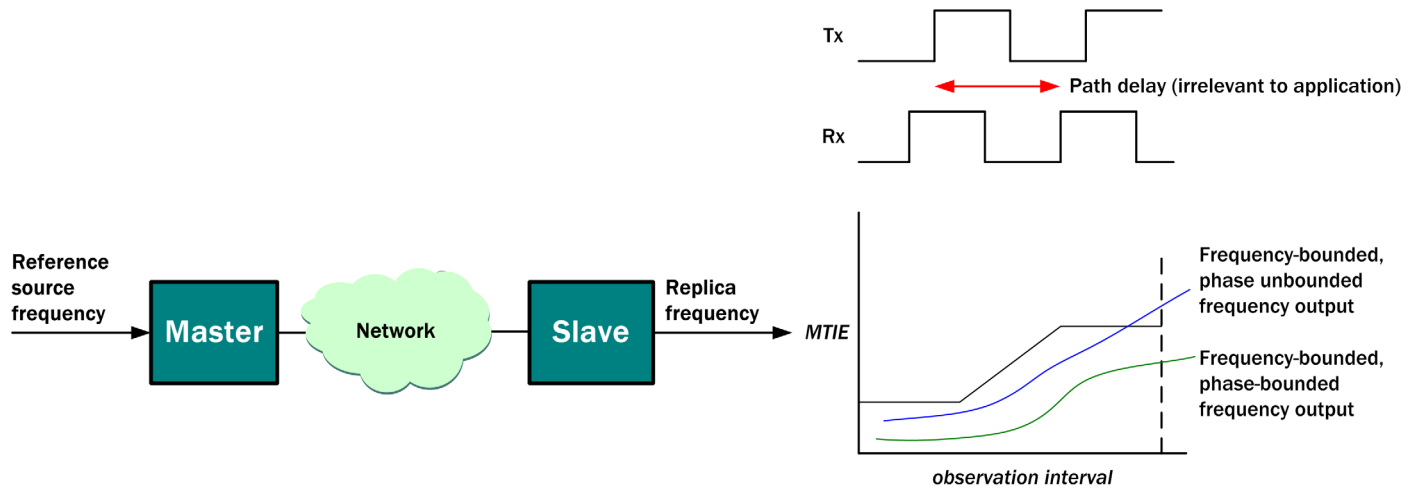 Tx
Path delay (irrelevant to application)
Rx
Reference
source
frequency
Master
Network
Slave
Replica
frequency
MTIE
Frequency-bounded,
phase unbounded
frequency output
Frequency-bounded,
phase-bounded
frequency output
observation interval